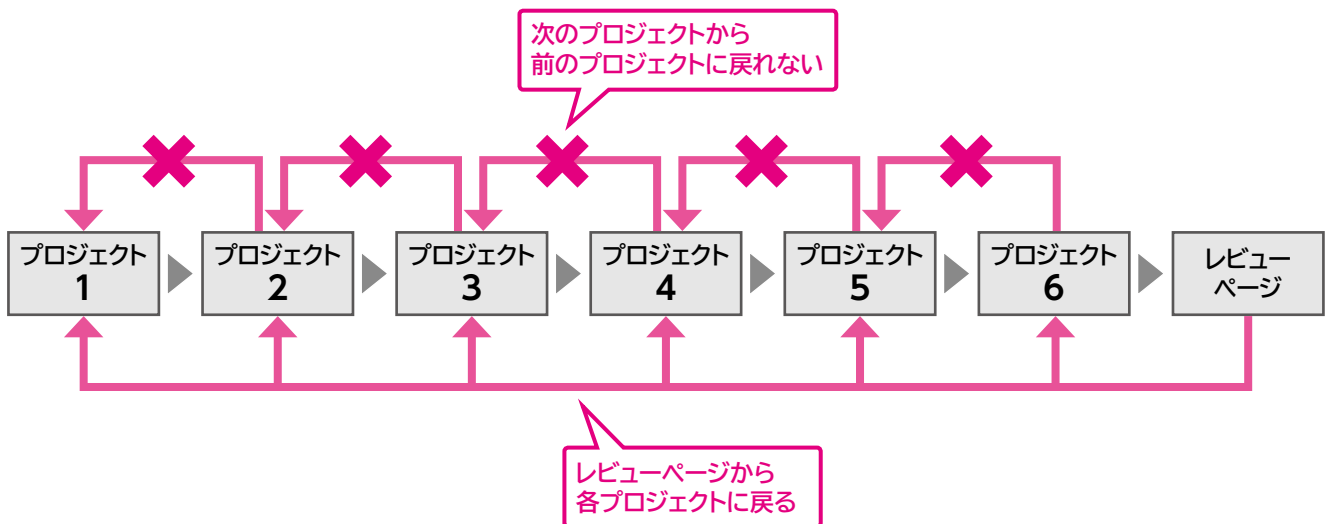 次のプロジェクトから
前のプロジェクトに戻れない
プロジェクト
1
プロジェクト
2
プロジェクト
3
プロジェクト
4
プロジェクト
5
プロジェクト
6
レビュー
ページ
レビューページから
各プロジェクトに戻る